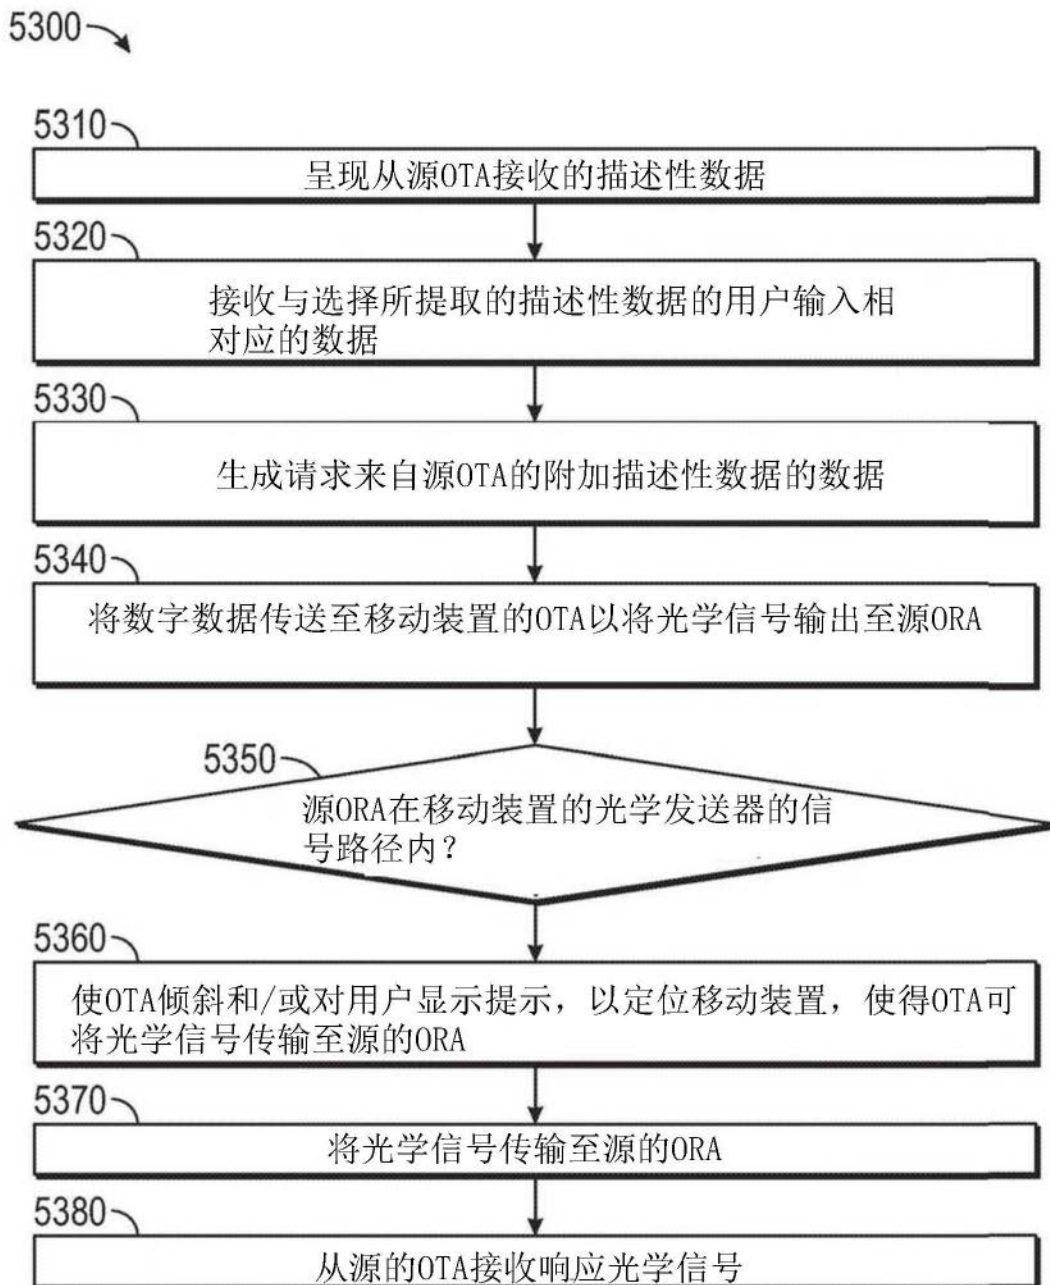 5300
5310
呈现从源OTA接收的描述性数据
5320
接收与选择所提取的描述性数据的用户输入相
对应的数据
5330
生成请求来自源OTA的附加描述性数据的数据
5340
将数字数据传送至移动装置的OTA以将光学信号输出至源ORA
5350
源ORA在移动装置的光学发送器的信
号路径内?
5360
使OTA倾斜和/或对用户显示提示，以定位移动装置，使得OTA可
将光学信号传输至源的ORA
5370
将光学信号传输至源的ORA
5380
从源的OTA接收响应光学信号